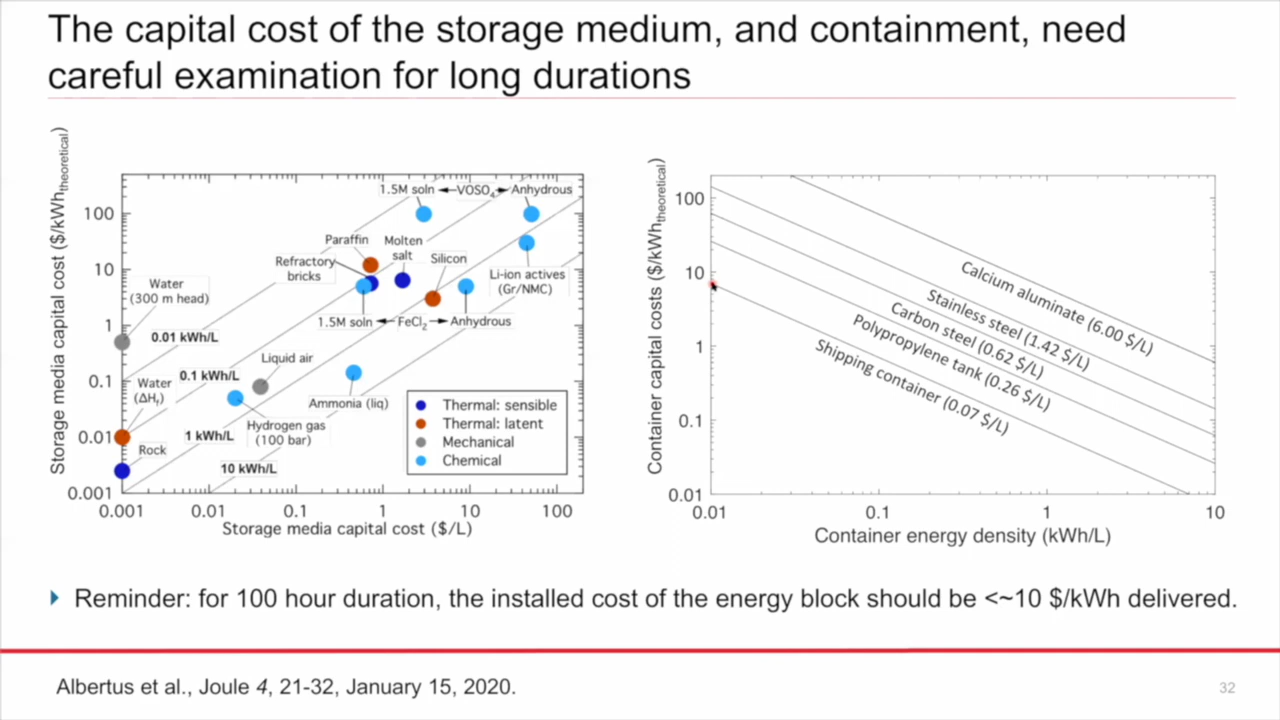 The capital cost of the storage medium, and containment, need
careful examination for long durations
Storage media capital cost ($/kWh_theoretical)
100
10
1
0.1
0.01
0.001
0.001
0.01
0.1
1
10
100
Storage media capital cost ($/L)
1.5M soln
VOSO4
Anhydrous
Paraffin
Molten
salt
Silicon
Refractory
bricks
Li-ion actives
(Gr/NMC)
Water
(300 m head)
1.5M soln
FeCl2
Anhydrous
0.01 kWh/L
Liquid air
0.1 kWh/L
Water
(ΔHf)
Ammonia (liq)
Hydrogen gas
(100 bar)
1 kWh/L
Rock
10 kWh/L
Thermal: sensible
Thermal: latent
Mechanical
Chemical
Container capital costs ($/kWh_theoretical)
100
10
1
0.1
0.01
0.01
0.1
1
10
Container energy density (kWh/L)
Calcium aluminate (6.00 $/L)
Stainless steel (1.42 $/L)
Carbon steel (0.62 $/L)
Polypropylene tank (0.26 $/L)
Shipping container (0.07 $/L)
Reminder: for 100 hour duration, the installed cost of the energy block should be <~10 $/kWh delivered.
Albertus et al., Joule 4, 21-32, January 15, 2020.
32